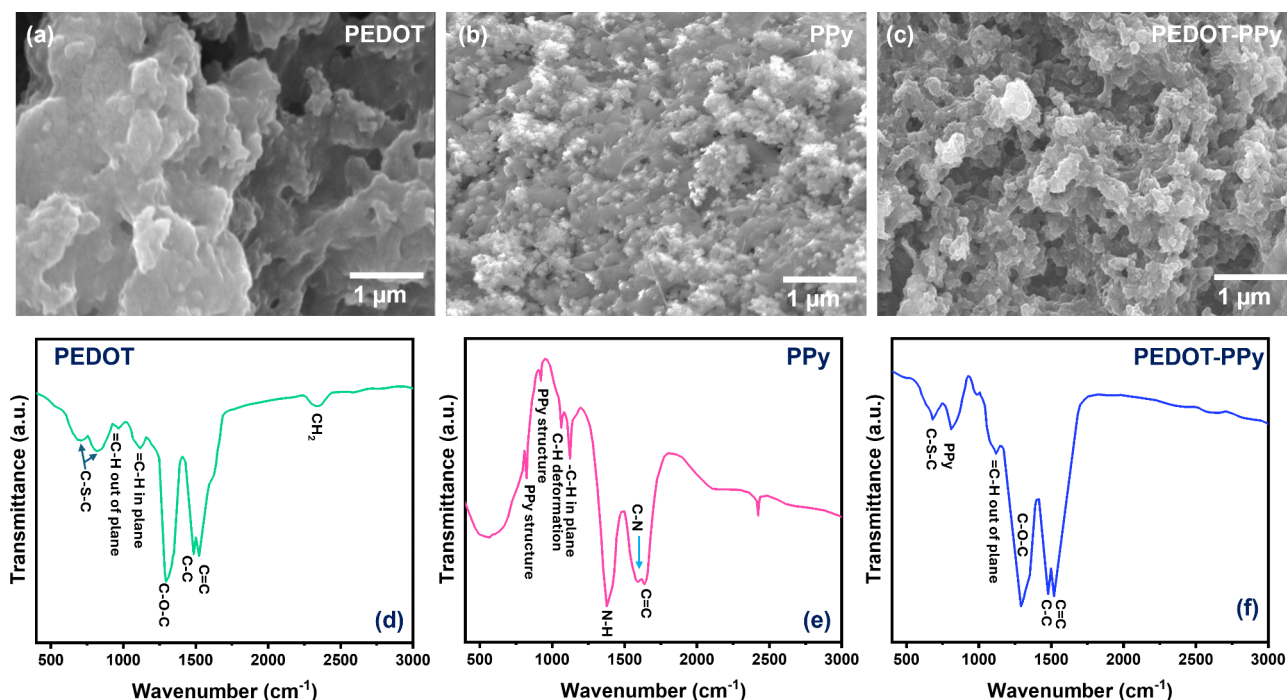 (a) PEDOT
1 µm
(b) PPy
1 µm
(c) PEDOT-PPy
1 µm
PEDOT
Transmittance (a.u.)
C-S-C
=C-H out of plane
=C-H in plane
C-O-C
C-C
C=C
CH2
(d)
500 1000 1500 2000 2500 3000
Wavenumber (cm-1)
PPy
Transmittance (a.u.)
PPy structure
PPy structure
C-H deformation
-C-H in plane
N-H
C-N
C=C
(e)
500 1000 1500 2000 2500 3000
Wavenumber (cm-1)
PEDOT-PPy
Transmittance (a.u.)
C-S-C
PPy
=C-H out of plane
C-O-C
C-C
C=C
(f)
500 1000 1500 2000 2500 3000
Wavenumber (cm-1)